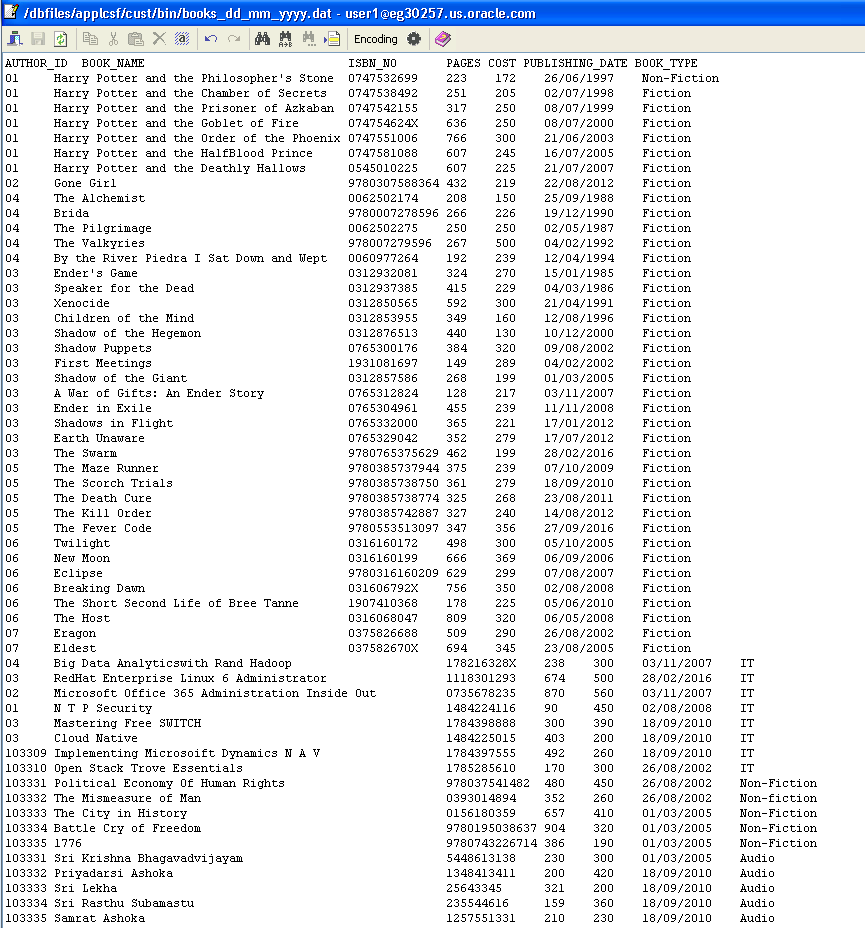 /dbfiles/applcsf/cust/bin/books_dd_mm_yyyy.dat - user1@eg30257.us.oracle.com
Encoding
AUTHOR_ID BOOK_NAME ISBN_NO PAGES COST PUBLISHING_DATE BOOK_TYPE
01 Harry Potter and the Philosopher's Stone 0747532699 223 172 26/06/1997 Non-Fiction
01 Harry Potter and the Chamber of Secrets 0747538492 251 205 02/07/1998 Fiction
01 Harry Potter and the Prisoner of Azkaban 0747542155 317 250 08/07/1999 Fiction
01 Harry Potter and the Goblet of Fire 074754624X 636 250 08/07/2000 Fiction
01 Harry Potter and the Order of the Phoenix 0747551006 766 300 21/06/2003 Fiction
01 Harry Potter and the HalfBlood Prince 0747581088 607 245 16/07/2005 Fiction
01 Harry Potter and the Deathly Hallows 0545010225 607 225 21/07/2007 Fiction
02 Gone Girl 9780307588364 432 219 22/08/2012 Fiction
04 The Alchemist 0062502174 208 150 25/09/1988 Fiction
04 Brida 9780007278596 266 226 19/12/1990 Fiction
04 The Pilgrimage 0062502275 250 250 02/05/1987 Fiction
04 The Valkyries 978007279596 267 500 04/02/1992 Fiction
04 By the River Piedra I Sat Down and Wept 0060977264 192 239 12/04/1994 Fiction
03 Ender's Game 0312932081 324 270 15/01/1985 Fiction
03 Speaker for the Dead 0312937385 415 229 04/03/1986 Fiction
03 Xenocide 0312850565 592 300 21/04/1991 Fiction
03 Children of the Mind 0312853955 349 160 12/08/1996 Fiction
03 Shadow of the Hegemon 0312876513 440 130 10/12/2000 Fiction
03 Shadow Puppets 0765300176 384 320 09/08/2002 Fiction
03 First Meetings 1931081697 149 289 04/02/2002 Fiction
03 Shadow of the Giant 0312857586 268 199 01/03/2005 Fiction
03 A War of Gifts: An Ender Story 0765312824 128 217 03/11/2007 Fiction
03 Ender in Exile 0765304961 455 239 11/11/2008 Fiction
03 Shadows in Flight 0765332000 365 221 17/01/2012 Fiction
03 Earth Unaware 0765329042 352 279 17/07/2012 Fiction
03 The Swarm 9780765375629 462 199 28/02/2016 Fiction
05 The Maze Runner 9780385737944 375 239 07/10/2009 Fiction
05 The Scorch Trials 9780385738750 361 279 18/09/2010 Fiction
05 The Death Cure 9780385738774 325 268 23/08/2011 Fiction
05 The Kill Order 9780385742887 327 240 14/08/2012 Fiction
05 The Fever Code 9780553513097 347 356 27/09/2016 Fiction
06 Twilight 0316160172 498 300 05/10/2005 Fiction
06 New Moon 0316160199 666 369 06/09/2006 Fiction
06 Eclipse 9780316160209 629 299 07/08/2007 Fiction
06 Breaking Dawn 031606792X 756 350 02/08/2008 Fiction
06 The Short Second Life of Bree Tanne 1907410368 178 225 05/06/2010 Fiction
06 The Host 0316068047 809 320 06/05/2008 Fiction
07 Eragon 0375826688 509 290 26/08/2002 Fiction
07 Eldest 037582670X 694 345 23/08/2005 Fiction
04 Big Data Analyticswith Rand Hadoop 178216328X 238 300 03/11/2007 IT
03 RedHat Enterprise Linux 6 Administrator 1118301293 674 500 28/02/2016 IT
02 Microsoft Office 365 Administration Inside Out 0735678235 870 560 03/11/2007 IT
01 N T P Security 1484224116 90 450 02/08/2008 IT
03 Mastering Free SWITCH 1784398888 300 390 18/09/2010 IT
03 Cloud Native 1484225015 403 200 18/09/2010 IT
103309 Implementing Microsoift Dynamics N A V 1784397555 492 260 18/09/2010 IT
103310 Open Stack Trove Essentials 1785285610 170 300 26/08/2002 IT
103331 Political Economy Of Human Rights 978037541482 480 450 26/08/2002 Non-Fiction
103332 The Mismeasure of Man 0393014894 352 260 26/08/2002 Non-fiction
103333 The City in History 0156180359 657 410 01/03/2005 Non-Fiction
103334 Battle Cry of Freedom 9780195038637 904 320 01/03/2005 Non-Fiction
103335 1776 9780743226714 386 190 01/03/2005 Non-Fiction
103331 Sri Krishna Bhagavadvijayam 5448613138 230 300 01/03/2005 Audio
103332 Priyadarsi Ashoka 1348413411 200 420 18/09/2010 Audio
103333 Sri Lekha 25643345 321 200 18/09/2010 Audio
103334 Sri Rasthu Subamastu 235544616 159 360 18/09/2010 Audio
103335 Samrat Ashoka 1257551331 210 230 18/09/2010 Audio